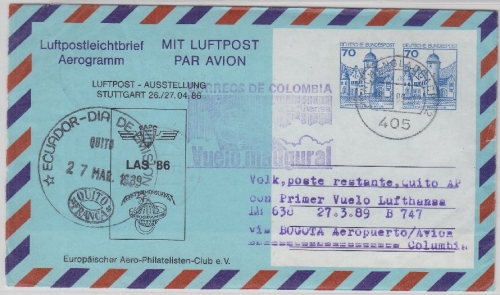 Luftpostleichtbrief
Aerogramm
MIT LUFTPOST
PAR AVION
LUFTPOST - AUSSTELLUNG
STUTTGART 26./27.04.86
70 DEUTSCHE BUNDESPOST
DEUTSCHE BUNDESPOST 70
405
CORREOS DE COLOMBIA
Vuelo inaugural
ECUADOR-DIA DE
QUITO
27 MAR. 1989
QUITO
FRANCA
LAS '86
Volk,poste restante,Quito AP
con Primer Vuelo Lufthansa
27.3.89 B 747
via BOGOTA Aeropuerto/Avica
Columbia
Europäischer Aero-Philatelisten-Club e.V.